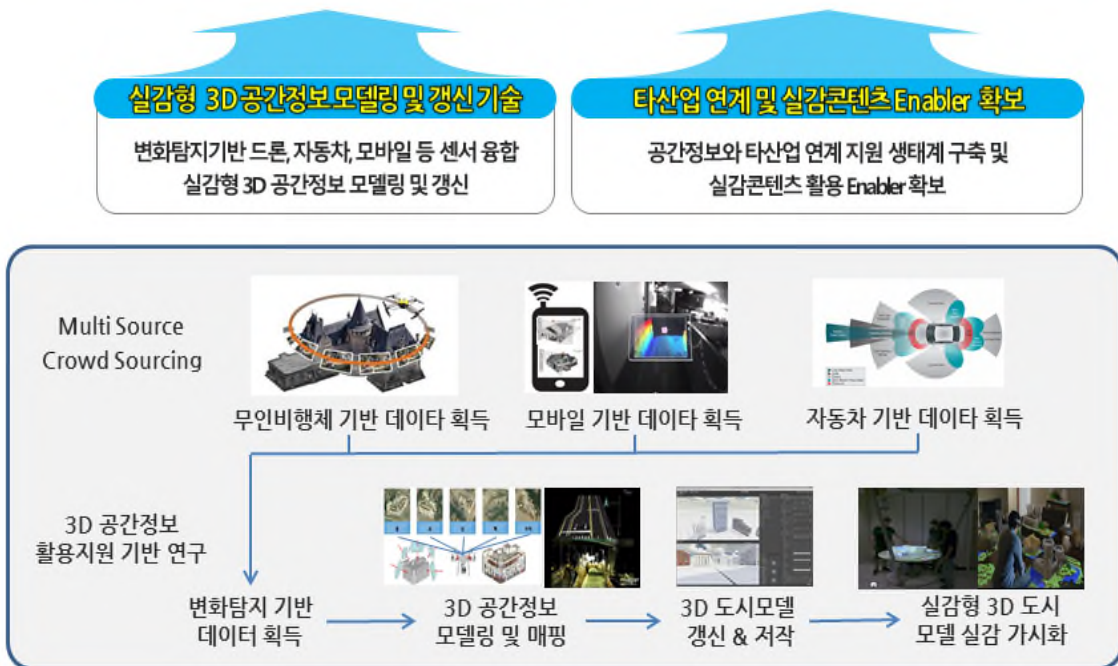 실감형 3D 공간정보 모델링 및 갱신 기술
변화탐지기반 드론, 자동차, 모바일 등 센서 융합
실감형 3D 공간정보 모델링 및 갱신
타산업 연계 및 실감콘텐츠 Enabler 확보
공간정보와 타산업 연계 지원 생태계 구축 및
실감콘텐츠 활용 Enabler 확보
Multi Source
Crowd Sourcing
무인비행체 기반 데이타 획득
모바일 기반 데이타 획득
자동차 기반 데이타 획득
3D 공간정보
활용지원 기반 연구
변화탐지 기반
데이터 획득
3D 공간정보
모델링 및 매핑
3D 도시모델
갱신 & 저작
실감형 3D 도시
모델 실감 가시화